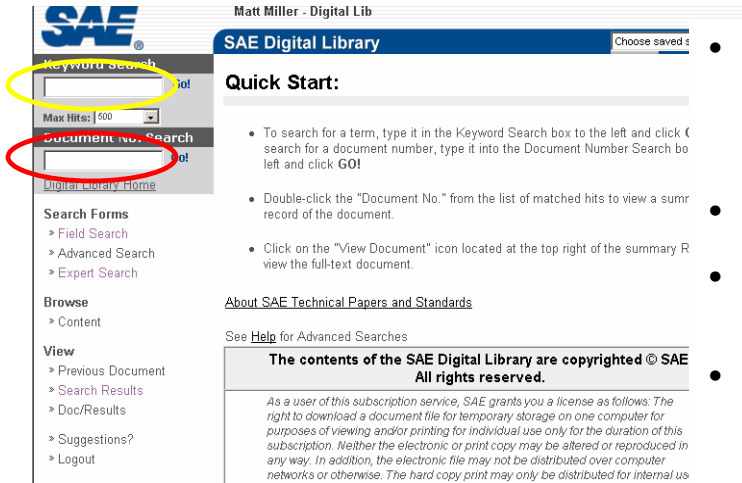 Matt Miller - Digital Lib
SAE®
SAE Digital Library
Choose saved s
Keyword Search
Go!
Max Hits: 500
Document No. Search
Go!
Digital Library Home
Search Forms
» Field Search
» Advanced Search
» Expert Search
Browse
» Content
View
» Previous Document
» Search Results
» Doc/Results
» Suggestions?
» Logout
Quick Start:
• To search for a term, type it in the Keyword Search box to the left and click
search for a document number, type it into the Document Number Search bo
left and click GO!
• Double-click the "Document No." from the list of matched hits to view a summ
record of the document.
• Click on the "View Document" icon located at the top right of the summary R
view the full-text document.
About SAE Technical Papers and Standards
See Help for Advanced Searches
The contents of the SAE Digital Library are copyrighted © SAE
All rights reserved.
As a user of this subscription service, SAE grants you a license as follows: The
right to download a document file for temporary storage on one computer for
purposes of viewing and/or printing for individual use only for the duration of this
subscription. Neither the electronic or print copy may be altered or reproduced in
any way. In addition, the electronic file may not be distributed over computer
networks or otherwise. The hard copy print may only be distributed for internal us